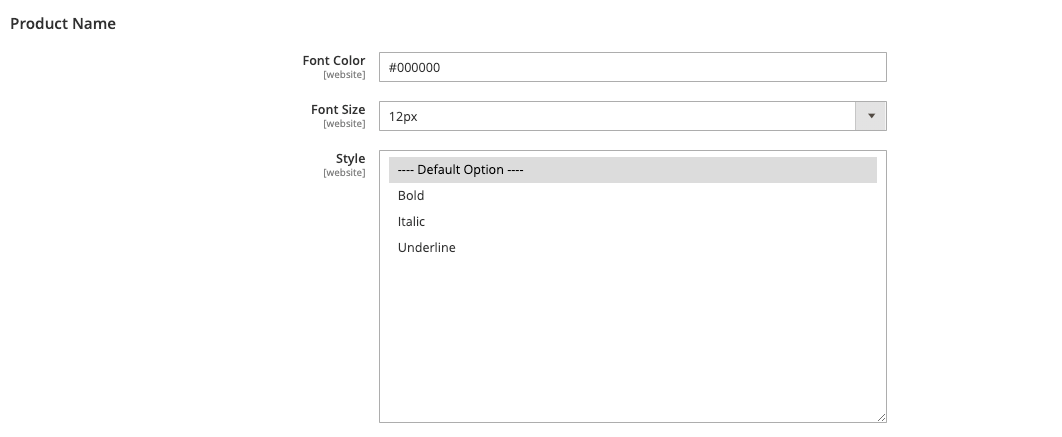 Product Name
Font Color
[website]
#000000
Font Size
[website]
12px
Style
[website]
---- Default Option ----
Bold
Italic
Underline